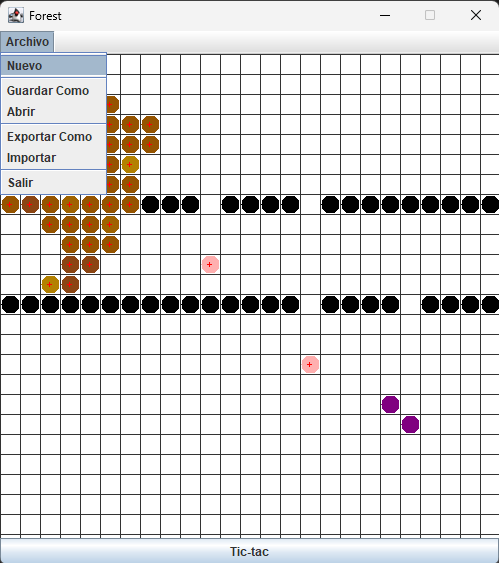 Forest
Archivo
Nuevo
Guardar Como
Abrir
Exportar Como
Importar
Salir
Tic-tac